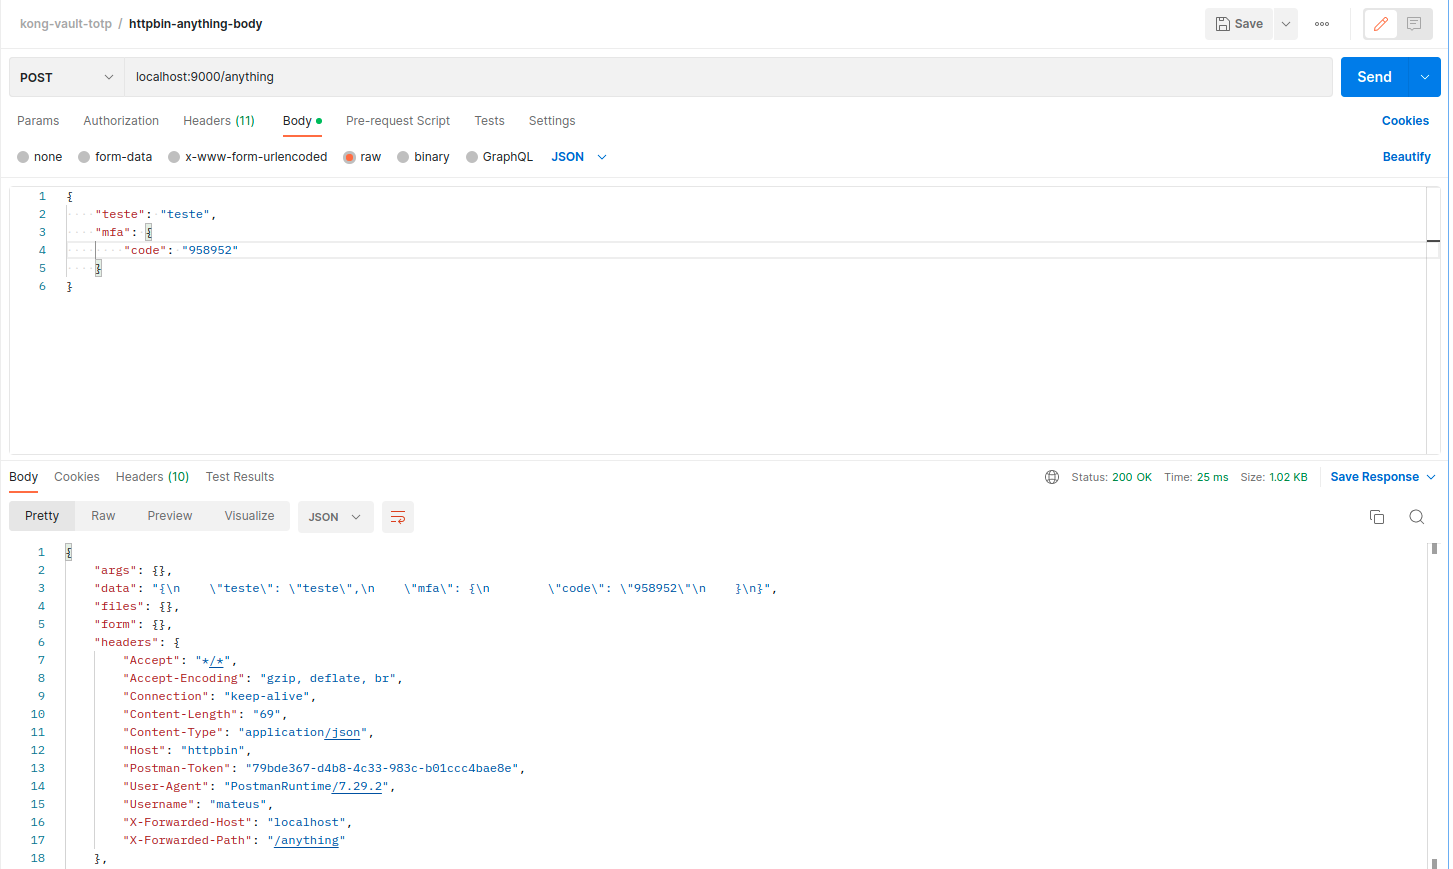 kong-vault-totp / httpbin-anything-body
Save
POST localhost:9000/anything Send
Params Authorization Headers (11) Body Pre-request Script Tests Settings Cookies
none form-data x-www-form-urlencoded raw binary GraphQL JSON Beautify
1 {
2 "teste": "teste",
3 "mfa": {
4 "code": "958952"
5 }
6 }
Body Cookies Headers (10) Test Results Status: 200 OK Time: 25 ms Size: 1.02 KB Save Response
Pretty Raw Preview Visualize JSON
1 {
2 "args": {},
3 "data": "{\n    \"teste\": \"teste\",\n    \"mfa\": {\n        \"code\": \"958952\"\n    }\n}",
4 "files": {},
5 "form": {},
6 "headers": {
7 "Accept": "*/*",
8 "Accept-Encoding": "gzip, deflate, br",
9 "Connection": "keep-alive",
10 "Content-Length": "69",
11 "Content-Type": "application/json",
12 "Host": "httpbin",
13 "Postman-Token": "79bde367-d4b8-4c33-983c-b01ccc4bae8e",
14 "User-Agent": "PostmanRuntime/7.29.2",
15 "Username": "mateus",
16 "X-Forwarded-Host": "localhost",
17 "X-Forwarded-Path": "/anything"
18 },